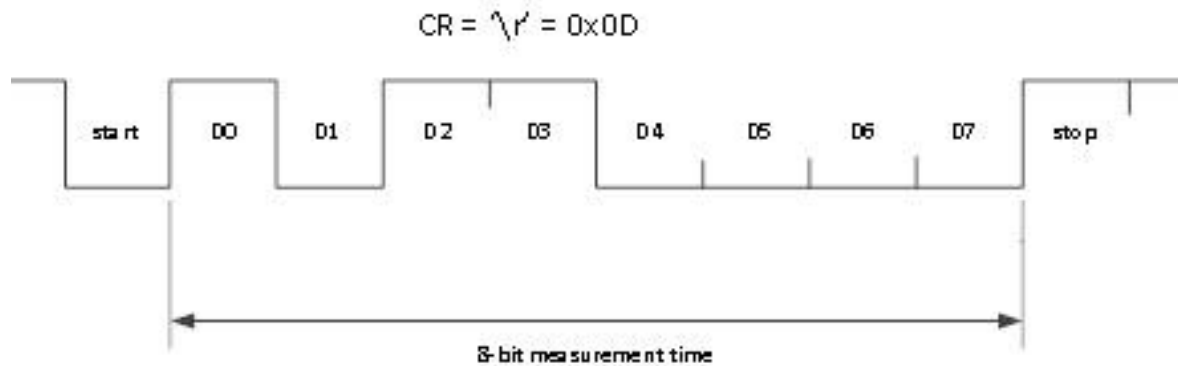 CR = '\r' = 0x0D
start D0 D1 D2 D3 D4 D5 D6 D7 stop
8-bit measurement time